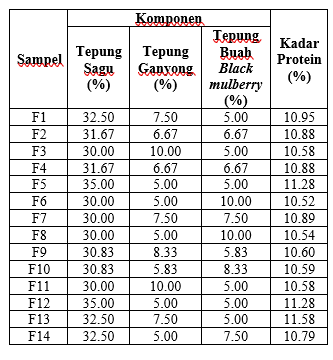 Sampel Komponen Kadar Protein (%)
Tepung Sagu (%) Tepung Ganyong (%) Tepung Buah Black mulberry (%)
F1 32.50 7.50 5.00 10.95
F2 31.67 6.67 6.67 10.88
F3 30.00 10.00 5.00 10.58
F4 31.67 6.67 6.67 10.88
F5 35.00 5.00 5.00 11.28
F6 30.00 5.00 10.00 10.52
F7 30.00 7.50 7.50 10.89
F8 30.00 5.00 10.00 10.54
F9 30.83 8.33 5.83 10.60
F10 30.83 5.83 8.33 10.59
F11 30.00 10.00 5.00 10.58
F12 35.00 5.00 5.00 11.28
F13 32.50 7.50 5.00 11.58
F14 32.50 5.00 7.50 10.79